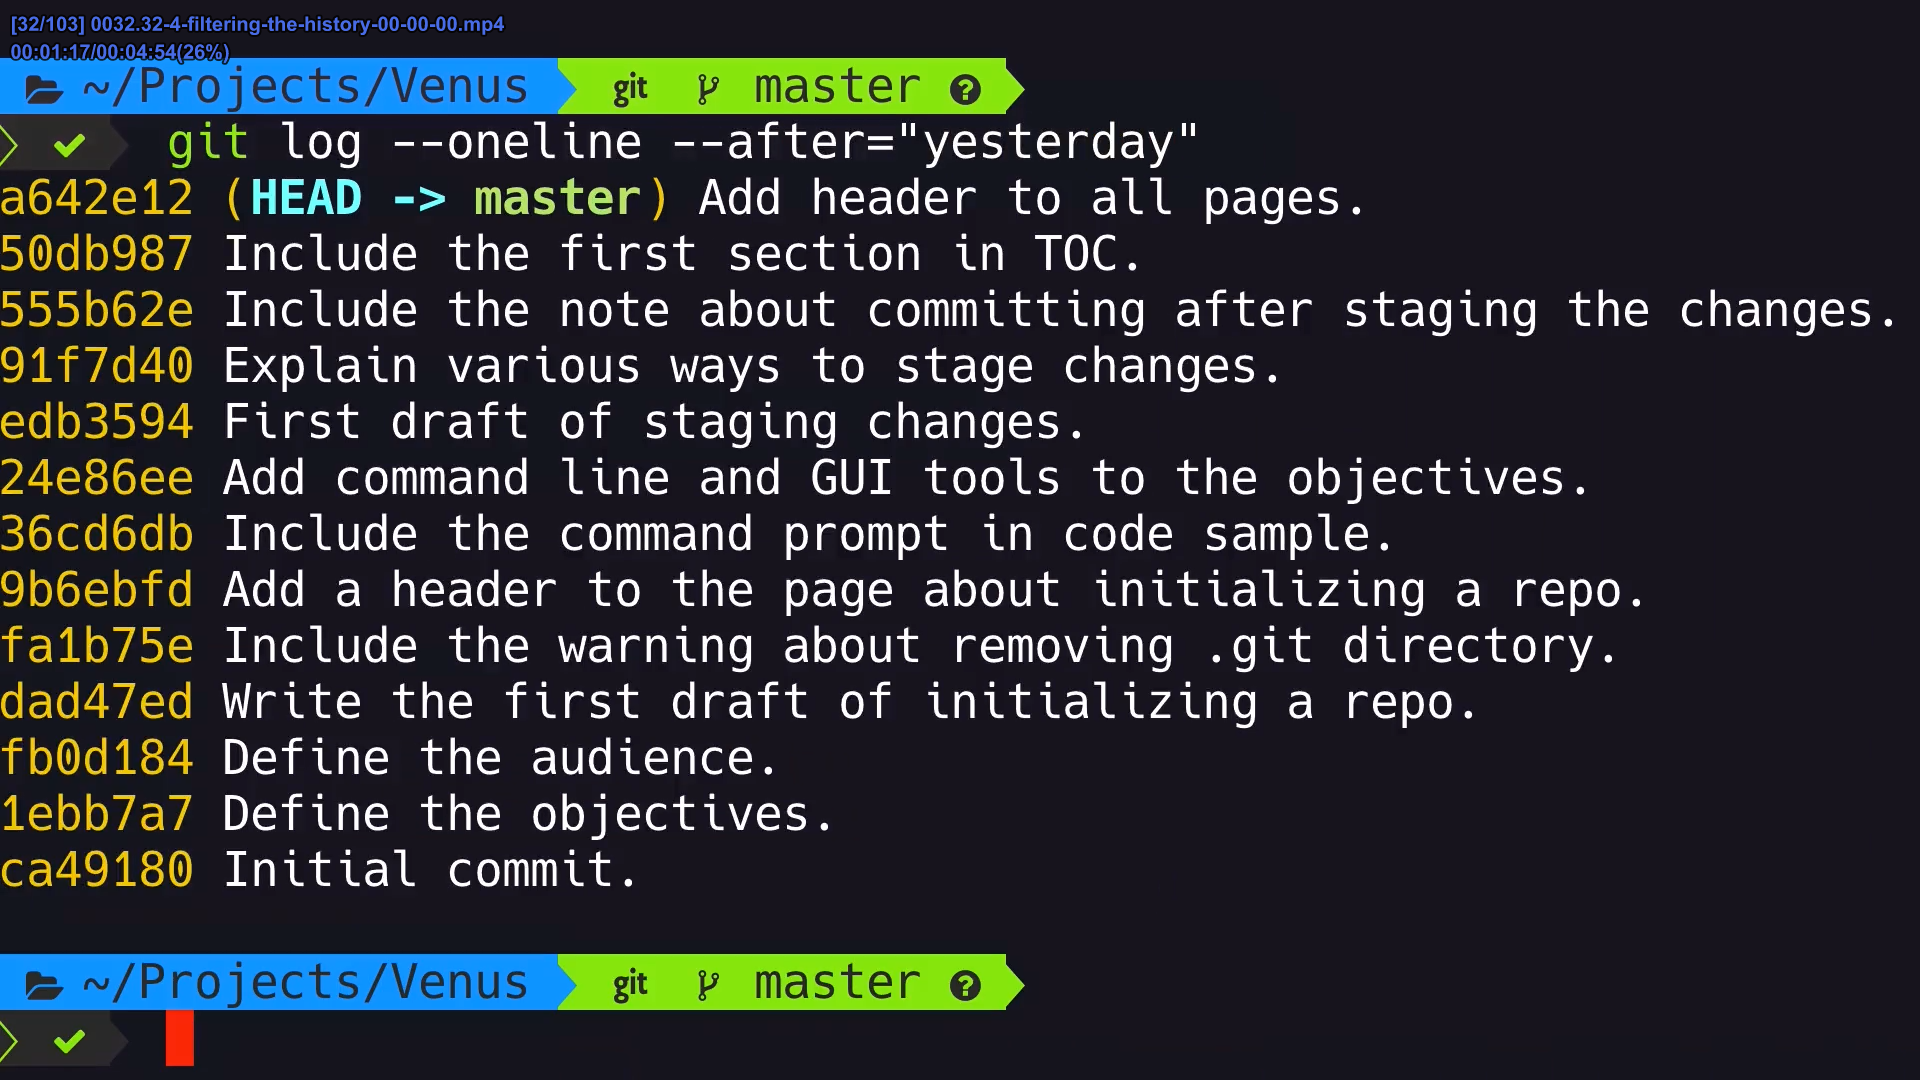 [32/103] 0032.32-4-filtering-the-history-00-00-00.mp4
00:01:17/00:04:54(26%)
~/Projects/Venus git master ?
git log --oneline --after="yesterday"
a642e12 (HEAD -> master) Add header to all pages.
50db987 Include the first section in TOC.
555b62e Include the note about committing after staging the changes.
91f7d40 Explain various ways to stage changes.
edb3594 First draft of staging changes.
24e86ee Add command line and GUI tools to the objectives.
36cd6db Include the command prompt in code sample.
9b6ebfd Add a header to the page about initializing a repo.
fa1b75e Include the warning about removing .git directory.
dad47ed Write the first draft of initializing a repo.
fb0d184 Define the audience.
1ebb7a7 Define the objectives.
ca49180 Initial commit.
~/Projects/Venus git master ?